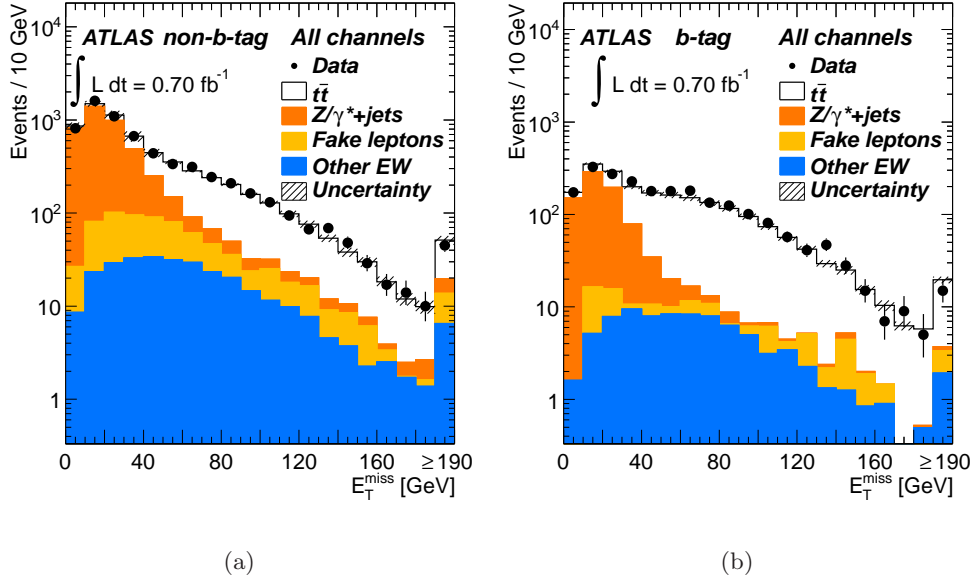 Events / 10 GeV
10⁴
10³
10²
10
1
ATLAS non-b-tag
∫ L dt = 0.70 fb⁻¹
All channels
Data
tt̄
Z/γ*+jets
Fake leptons
Other EW
Uncertainty
0 40 80 120 160 ≥190
E_T^miss [GeV]
(a)
Events / 10 GeV
10⁴
10³
10²
10
1
ATLAS b-tag
∫ L dt = 0.70 fb⁻¹
All channels
Data
tt̄
Z/γ*+jets
Fake leptons
Other EW
Uncertainty
0 40 80 120 160 ≥190
E_T^miss [GeV]
(b)